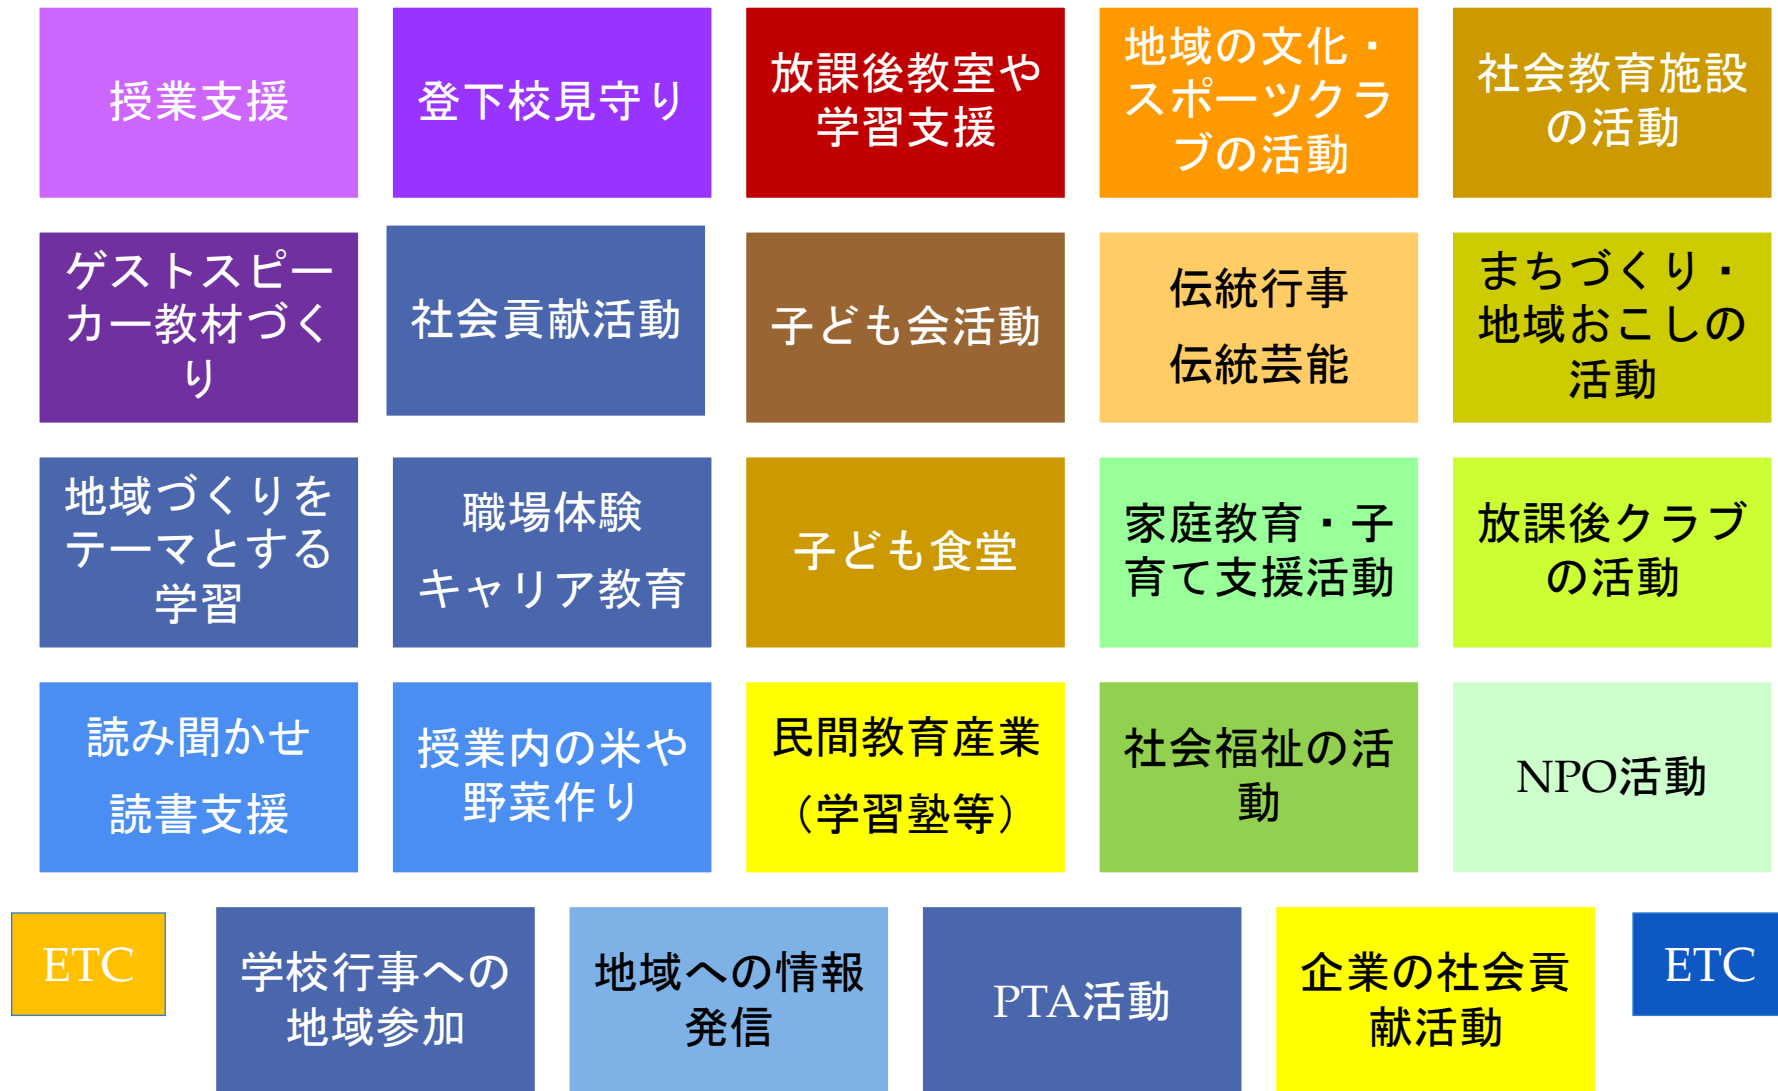 授業支援
登下校見守り
放課後教室や
学習支援
地域の文化・
スポーツクラ
ブの活動
社会教育施設
の活動
ゲストスピー
カー教材づく
り
社会貢献活動
子ども会活動
伝統行事
伝統芸能
まちづくり・
地域おこしの
活動
地域づくりを
テーマとする
学習
職場体験
キャリア教育
子ども食堂
家庭教育・子
育て支援活動
放課後クラブ
の活動
読み聞かせ
読書支援
授業内の米や
野菜作り
民間教育産業
（学習塾等）
社会福祉の活
動
NPO活動
ETC
学校行事への
地域参加
地域への情報
発信
PTA活動
企業の社会貢
献活動
ETC